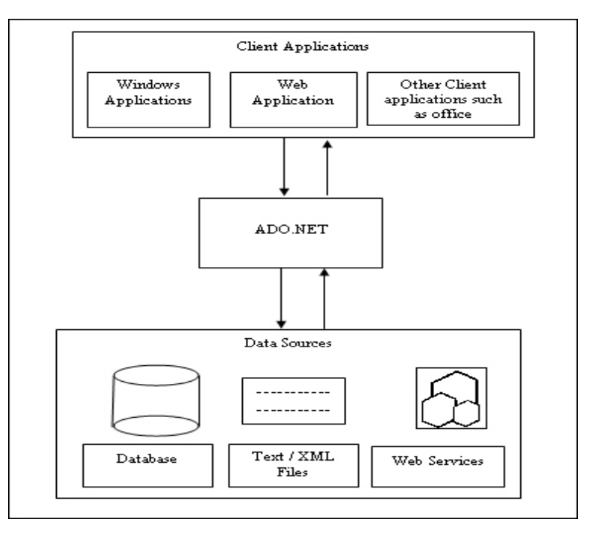 Client Applications
Windows
Applications
Web
Application
Other Client
applications such
as office
ADO.NET
Data Sources
Database
Text / XML
Files
Web Services